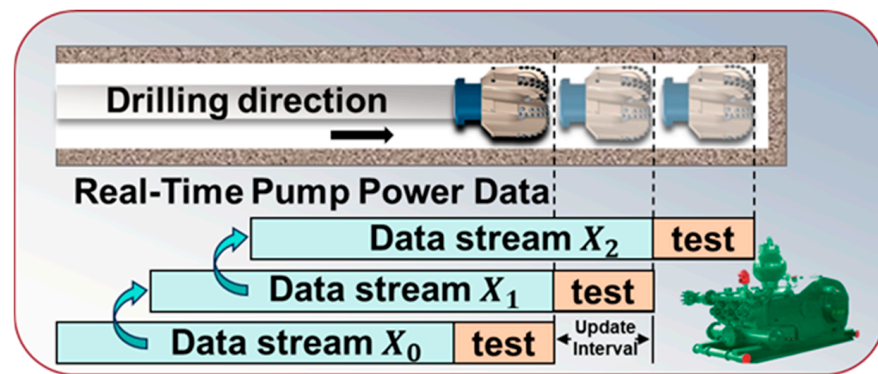 Drilling direction
Real-Time Pump Power Data
Data stream X₂ test
Data stream X₁ test
Data stream X₀ test
Update
Interval